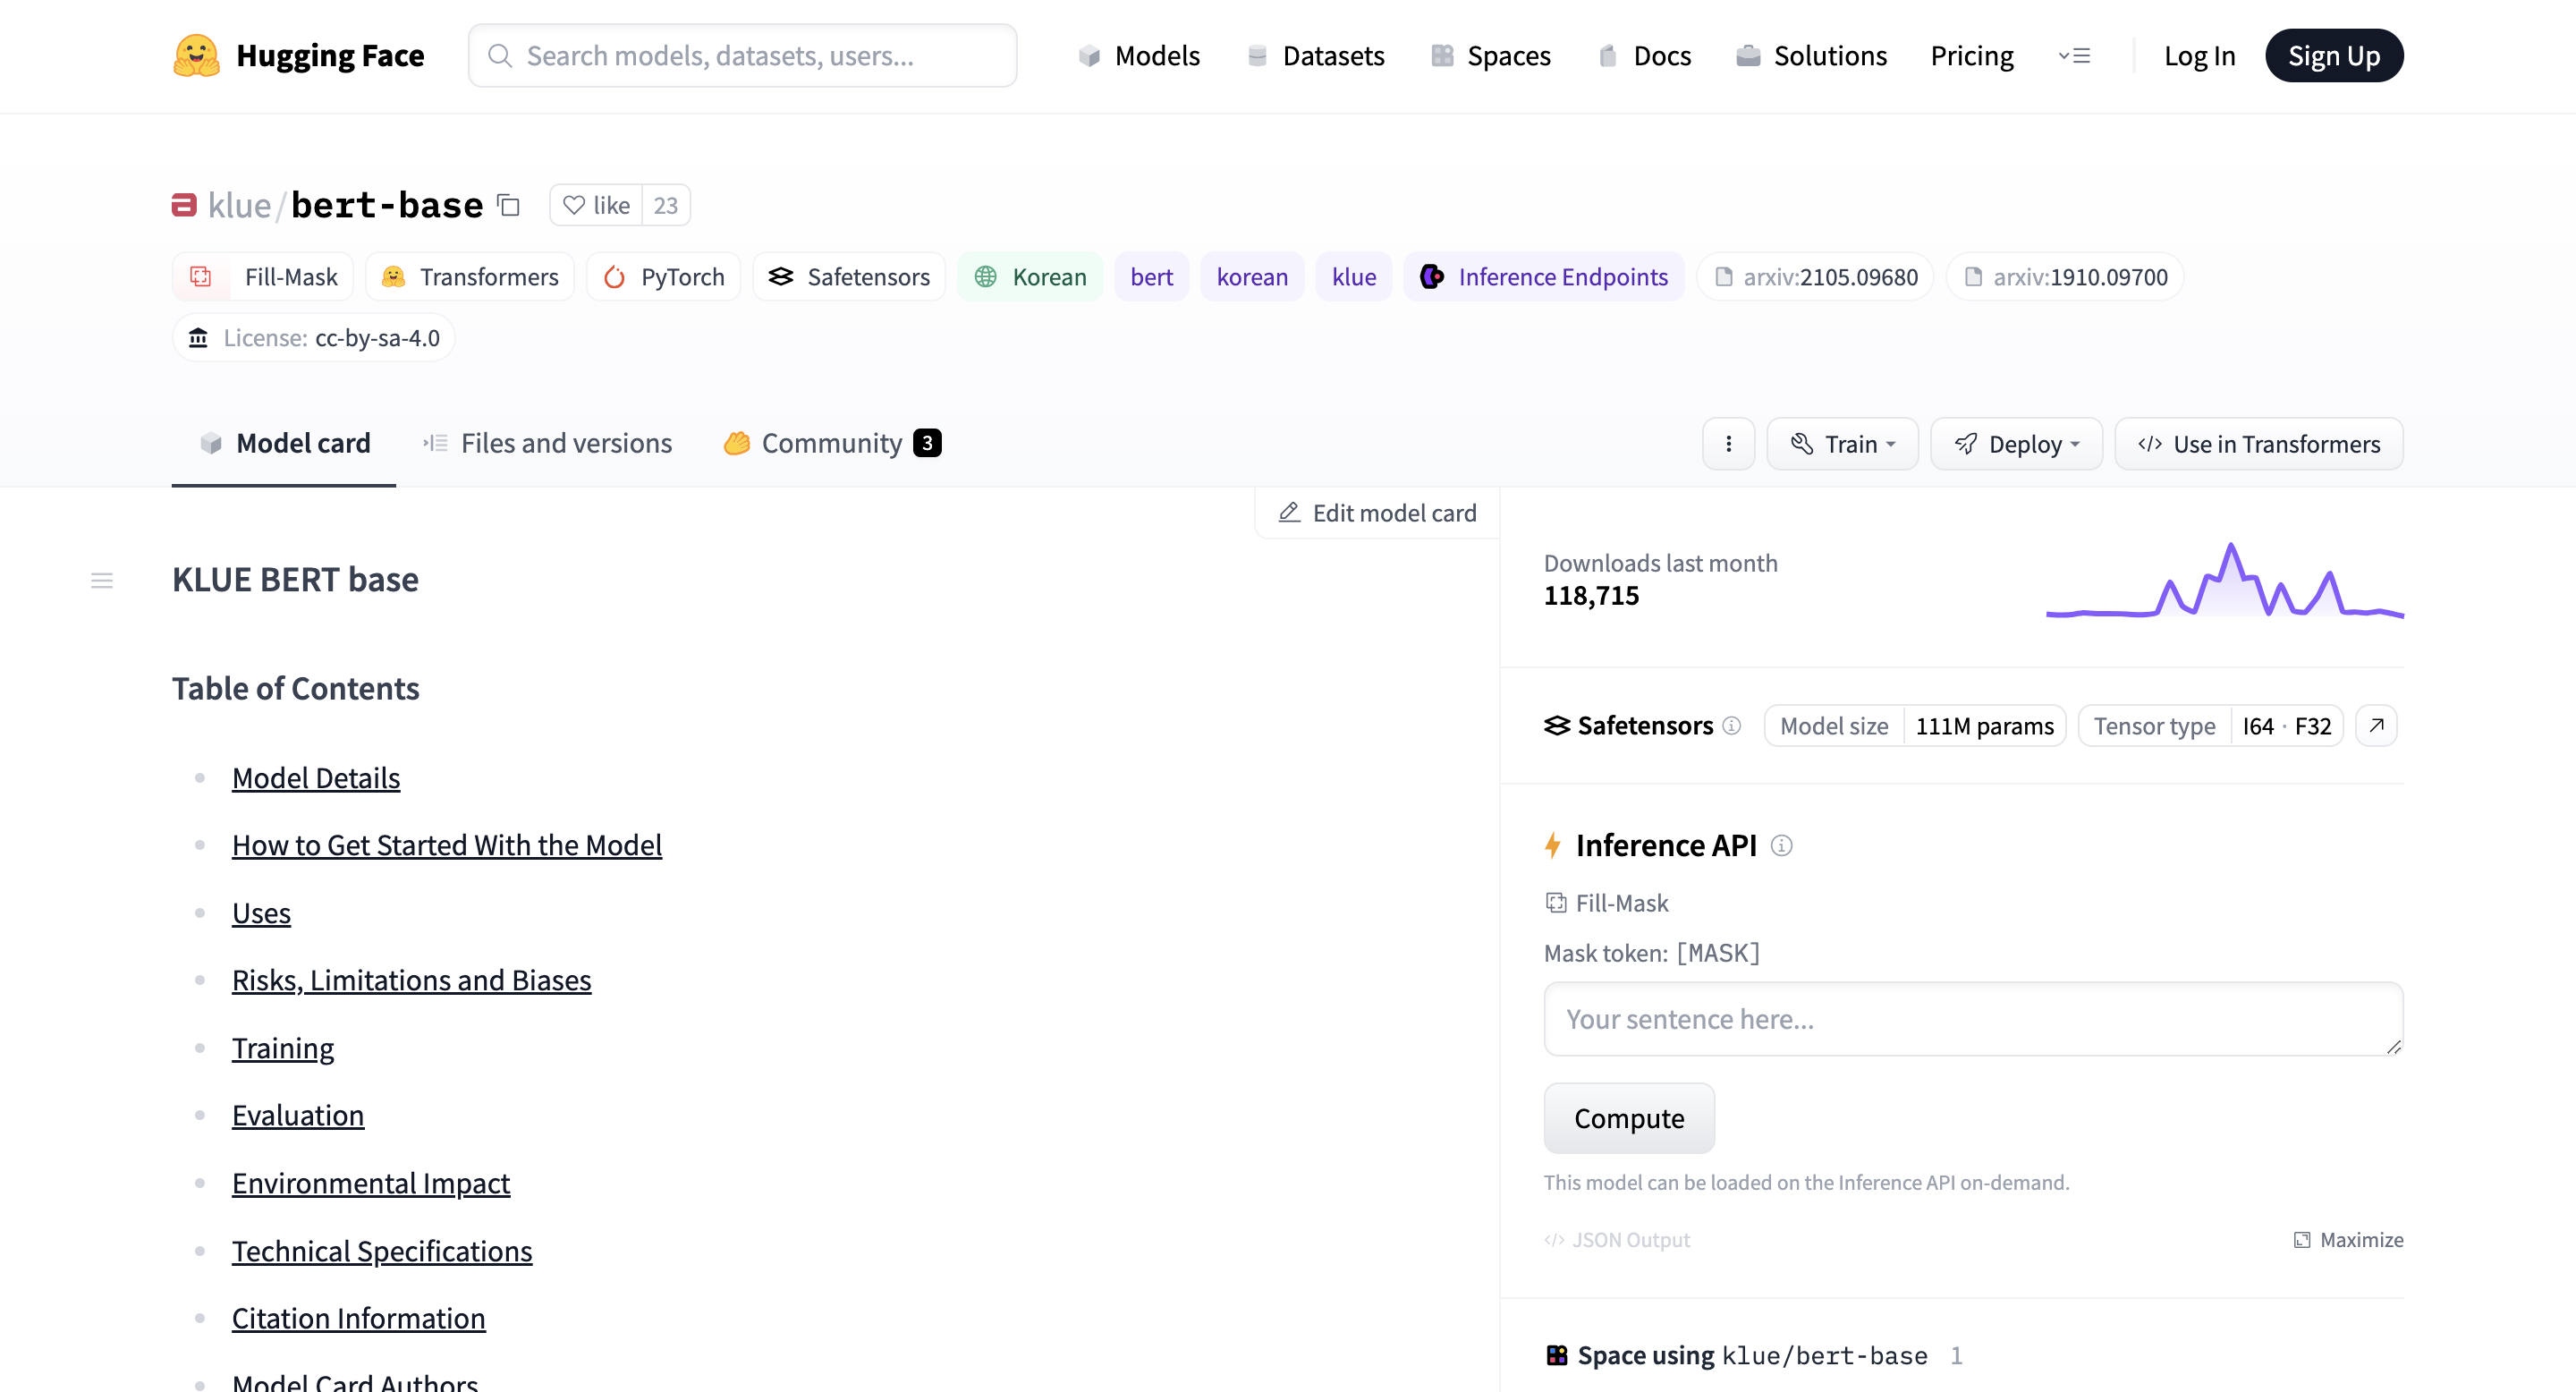 Hugging Face
Search models, datasets, users...
Models
Datasets
Spaces
Docs
Solutions
Pricing
Log In
Sign Up
klue/bert-base
like 23
Fill-Mask
Transformers
PyTorch
Safetensors
Korean
bert
korean
klue
Inference Endpoints
arxiv:2105.09680
arxiv:1910.09700
License: cc-by-sa-4.0
Model card
Files and versions
Community 3
Train
Deploy
Use in Transformers
Edit model card
KLUE BERT base
Table of Contents
Model Details
How to Get Started With the Model
Uses
Risks, Limitations and Biases
Training
Evaluation
Environmental Impact
Technical Specifications
Citation Information
Model Card Authors
Downloads last month
118,715
Safetensors
Model size 111M params
Tensor type I64 · F32
Inference API
Fill-Mask
Mask token: [MASK]
Your sentence here...
Compute
This model can be loaded on the Inference API on-demand.
JSON Output
Maximize
Space using klue/bert-base 1